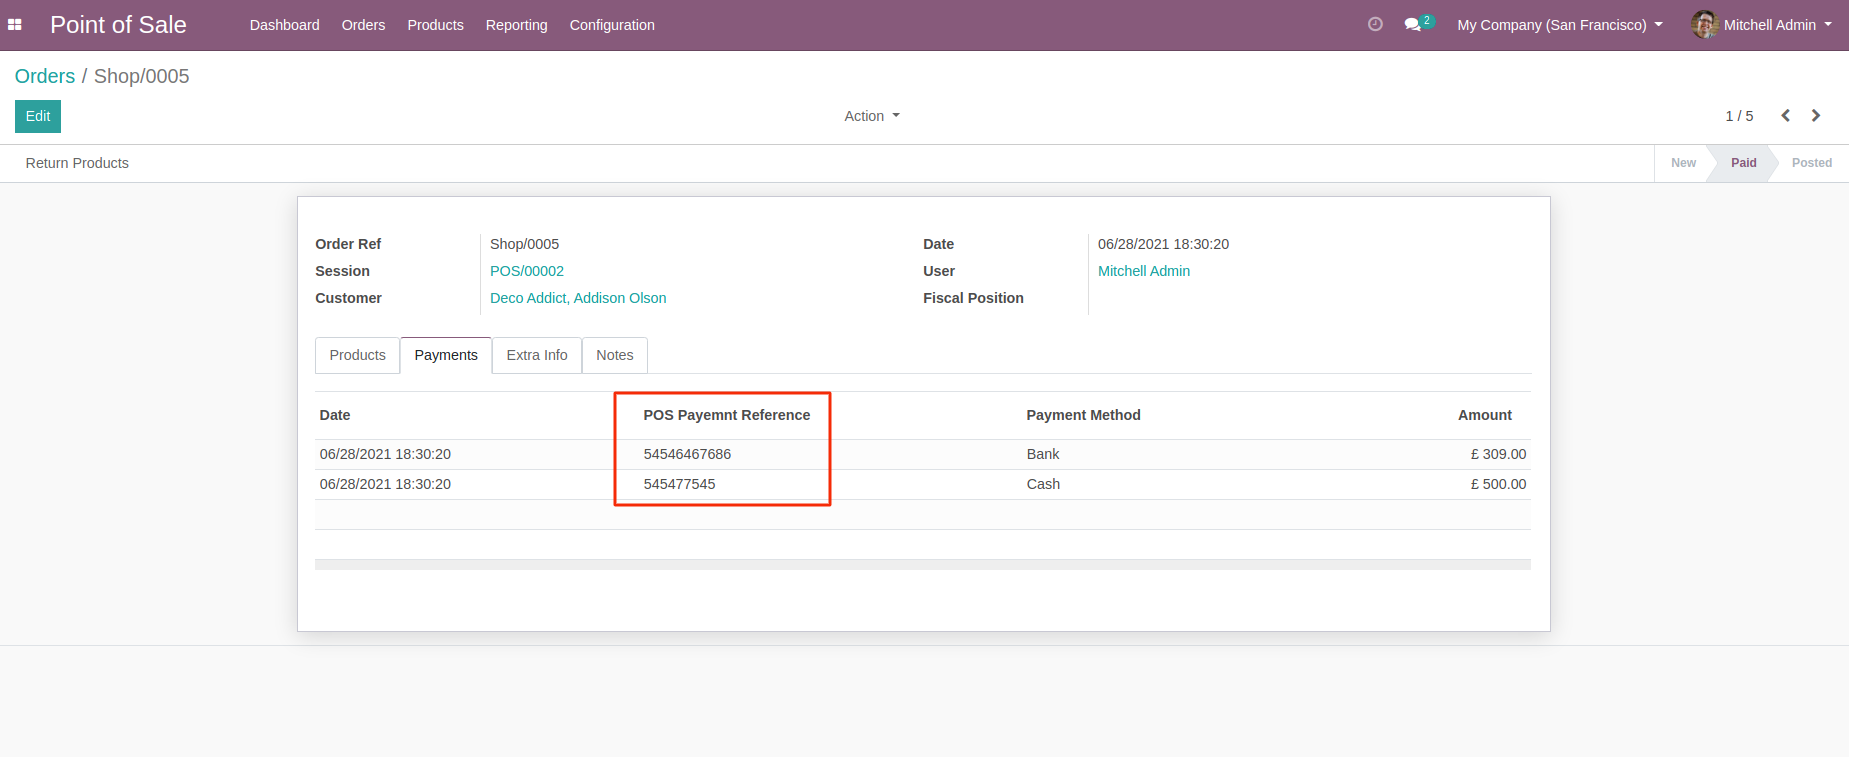 Point of Sale Dashboard Orders Products Reporting Configuration 2 My Company (San Francisco) Mitchell Admin
Orders / Shop/0005
Edit Action 1 / 5
Return Products New Paid Posted
Order Ref Shop/0005 Date 06/28/2021 18:30:20
Session POS/00002 User Mitchell Admin
Customer Deco Addict, Addison Olson Fiscal Position
Products Payments Extra Info Notes
Date POS Payemnt Reference Payment Method Amount
06/28/2021 18:30:20 54546467686 Bank £ 309.00
06/28/2021 18:30:20 545477545 Cash £ 500.00